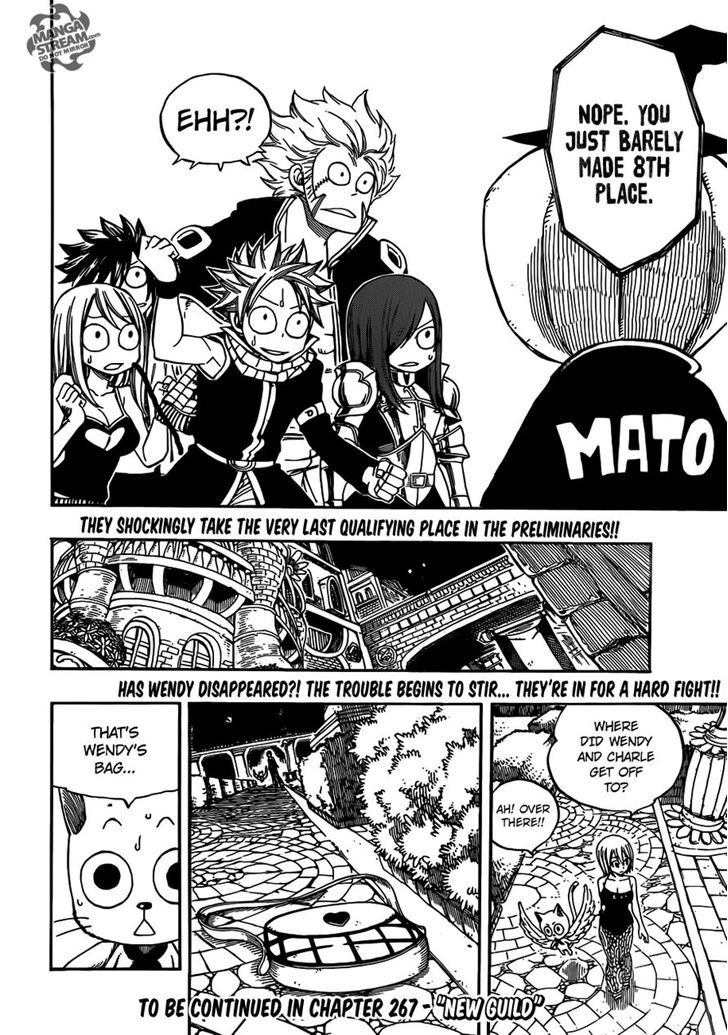 MANGA
STREAM.com
DO NOT MIRROR
EHH?!
NOPE. YOU
JUST BARELY
MADE 8TH
PLACE.
MATO
THEY SHOCKINGLY TAKE THE VERY LAST QUALIFYING PLACE IN THE PRELIMINARIES!!
HAS WENDY DISAPPEARED?! THE TROUBLE BEGINS TO STIR... THEY'RE IN FOR A HARD FIGHT!!
WHERE
DID WENDY
AND CHARLE
GET OFF
TO?
AH! OVER
THERE!!
THAT'S
WENDY'S
BAG...
TO BE CONTINUED IN CHAPTER 267 - "NEW GUILD"